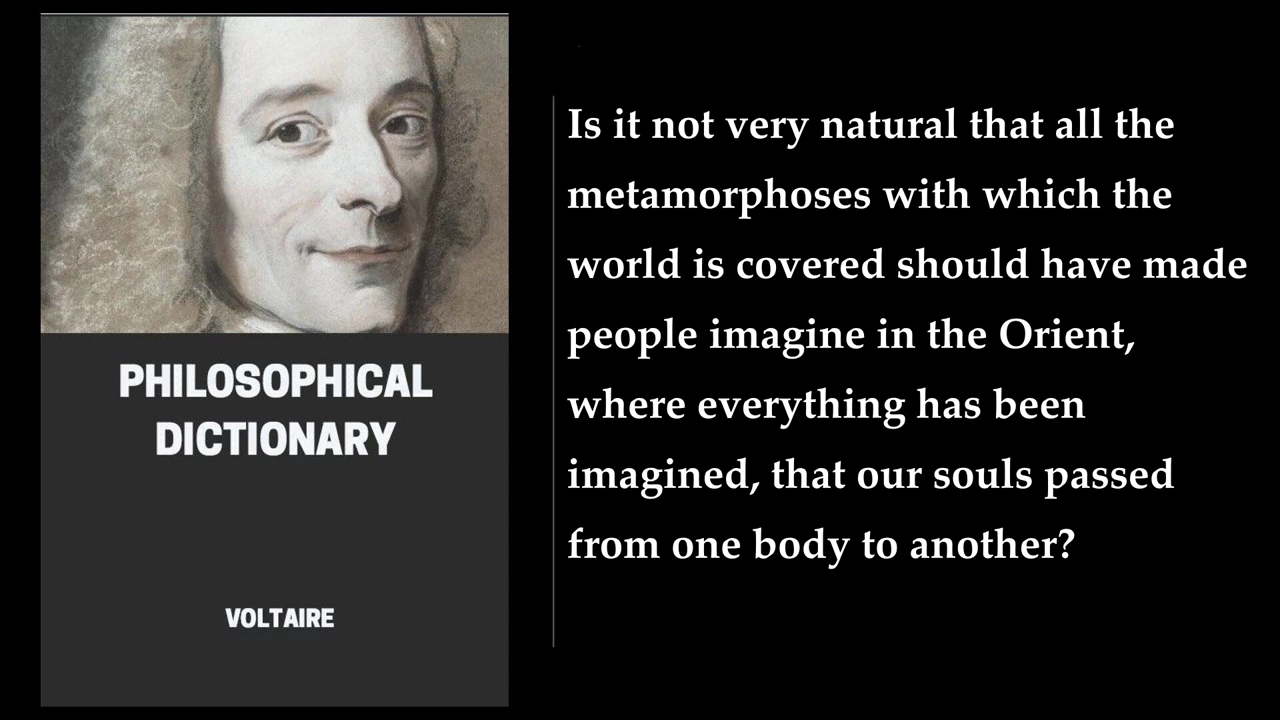 PHILOSOPHICAL
DICTIONARY
VOLTAIRE
Is it not very natural that all the
metamorphoses with which the
world is covered should have made
people imagine in the Orient,
where everything has been
imagined, that our souls passed
from one body to another?